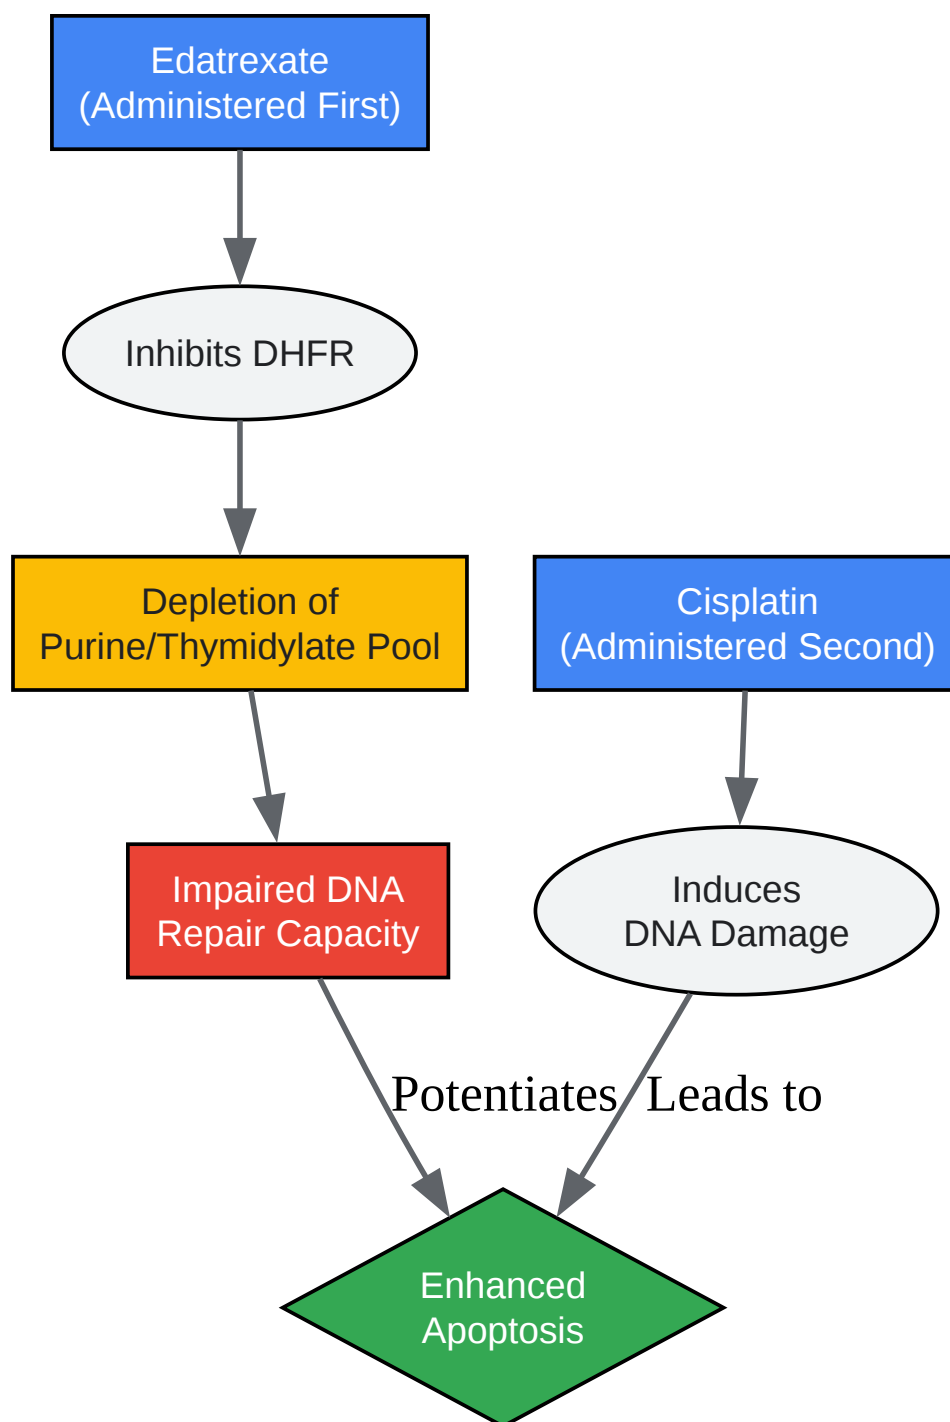 Edatrexate
(Administered First)
Inhibits DHFR
Depletion of
Purine/Thymidylate Pool
Cisplatin
(Administered Second)
Impaired DNA
Repair Capacity
Induces
DNA Damage
Potentiates
Leads to
Enhanced
Apoptosis